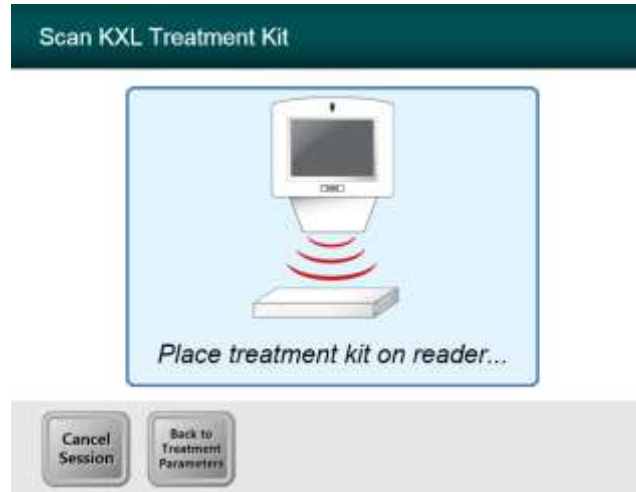 Scan KXL Treatment Kit
Place treatment kit on reader...
Cancel
Session
Back to
Treatment
Parameters